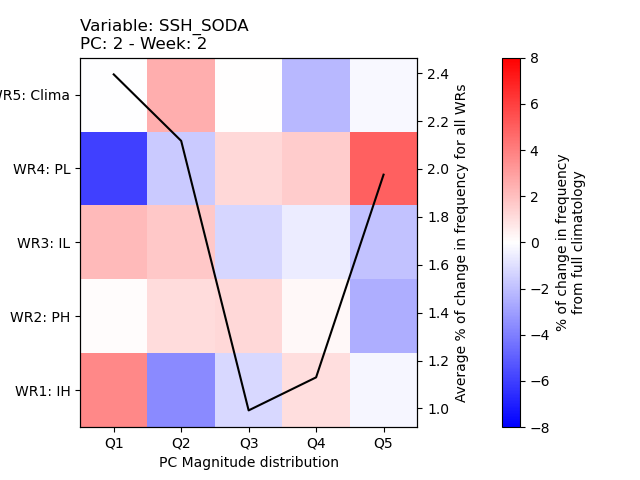 Variable: SSH_SODA
PC: 2 - Week: 2
R5: Clima
WR4: PL
WR3: IL
WR2: PH
WR1: IH
Q1 Q2 Q3 Q4 Q5
PC Magnitude distribution
2.4
2.2
2.0
1.8
1.6
1.4
1.2
1.0
Average % of change in frequency for all WRs
8
6
4
2
0
−2
−4
−6
−8
% of change in frequency
from full climatology